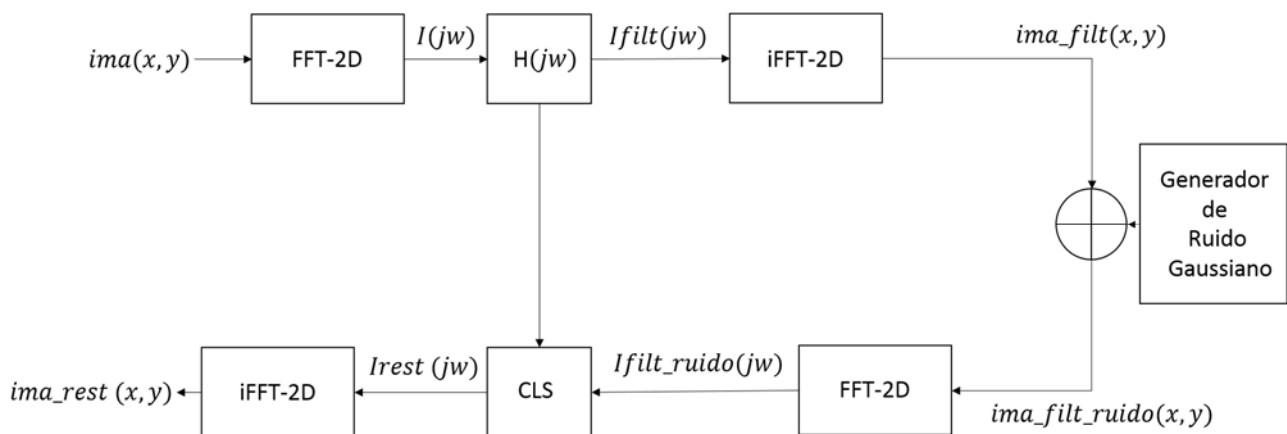 ima(x, y)
FFT-2D
I(jw)
H(jw)
Ifilt(jw)
iFFT-2D
ima_filt(x, y)
Generador
de
Ruido
Gaussiano
ima_rest (x, y)
iFFT-2D
Irest (jw)
CLS
Ifilt_ruido(jw)
FFT-2D
ima_filt_ruido(x, y)